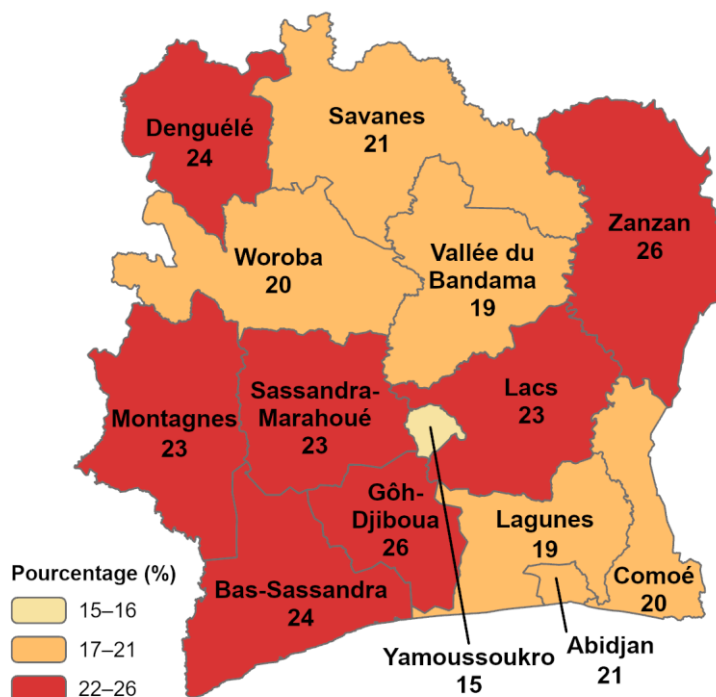 Denguélé
24
Savanes
21
Zanzan
26
Woroba
20
Vallée du
Bandama
19
Montagnes
23
Sassandra-
Marahoué
23
Lacs
23
Gôh-
Djiboua
26
Lagunes
19
Comoé
20
Bas-Sassandra
24
Yamoussoukro
15
Abidjan
21
Pourcentage (%)
15–16
17–21
22–26